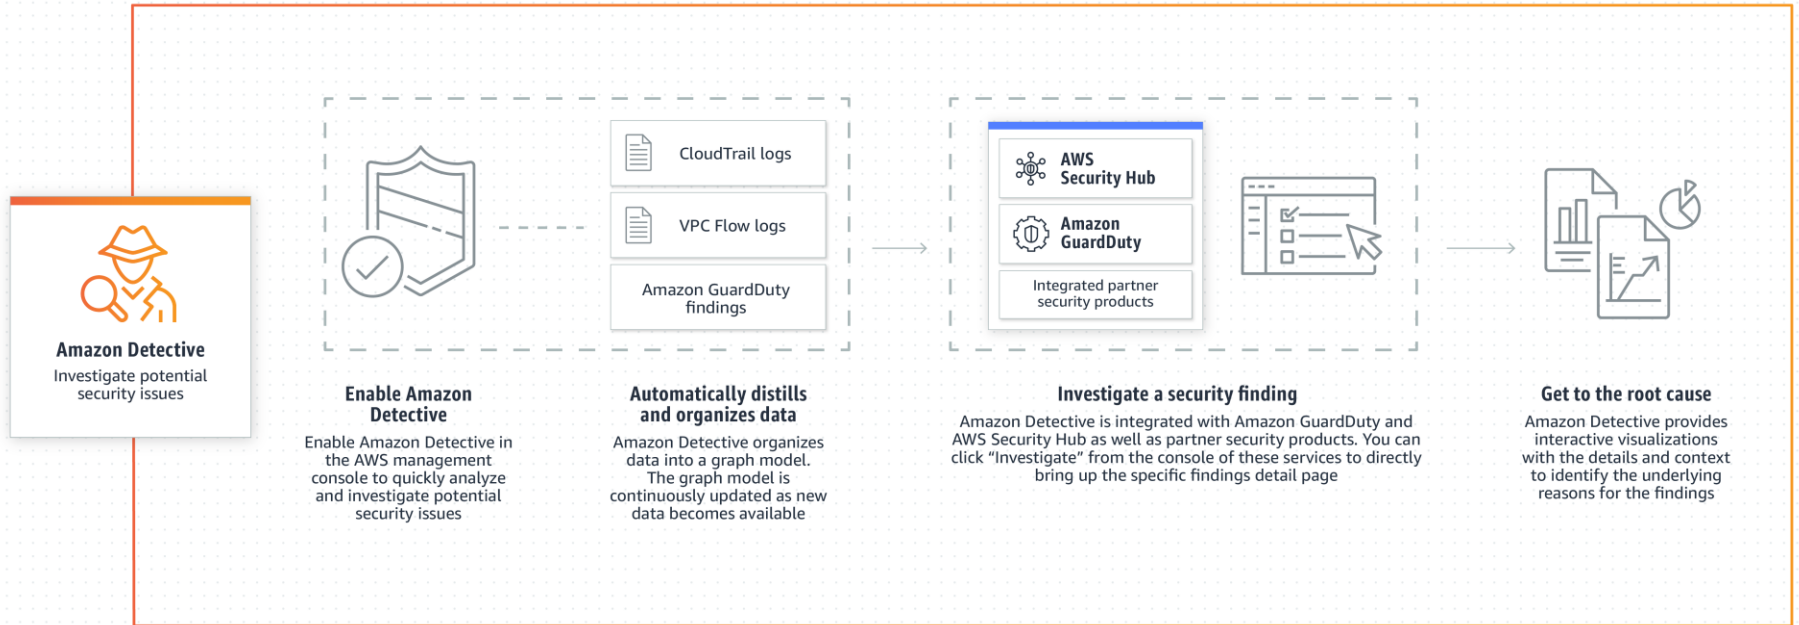 Amazon Detective
Investigate potential
security issues
CloudTrail logs
VPC Flow logs
Amazon GuardDuty
findings
Enable Amazon
Detective
Enable Amazon Detective in
the AWS management
console to quickly analyze
and investigate potential
security issues
Automatically distills
and organizes data
Amazon Detective organizes
data into a graph model.
The graph model is
continuously updated as new
data becomes available
AWS
Security Hub
Amazon
GuardDuty
Integrated partner
security products
Investigate a security finding
Amazon Detective is integrated with Amazon GuardDuty and
AWS Security Hub as well as partner security products. You can
click “Investigate” from the console of these services to directly
bring up the specific findings detail page
Get to the root cause
Amazon Detective provides
interactive visualizations
with the details and context
to identify the underlying
reasons for the findings